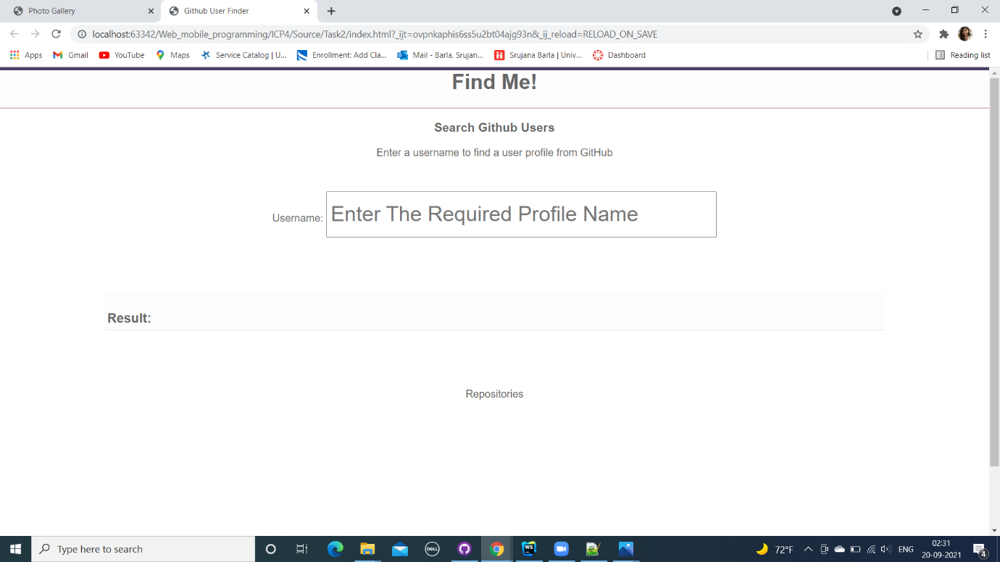 Photo Gallery
Github User Finder
localhost:63342/Web_mobile_programming/ICP4/Source/Task2/index.html?_ijt=ovpnkaphis6ss5u2bt04ajg93n&_ij_reload=RELOAD_ON_SAVE
Apps Gmail YouTube Maps Service Catalog | U... Enrollment: Add Cla... Mail - Barla, Srujan... Srujana Barla | Univ... Dashboard Reading list
Find Me!
Search Github Users
Enter a username to find a user profile from GitHub
Username: Enter The Required Profile Name
Result:
Repositories
Type here to search
DELL
WS
72°F
ENG
02:31
20-09-2021
4